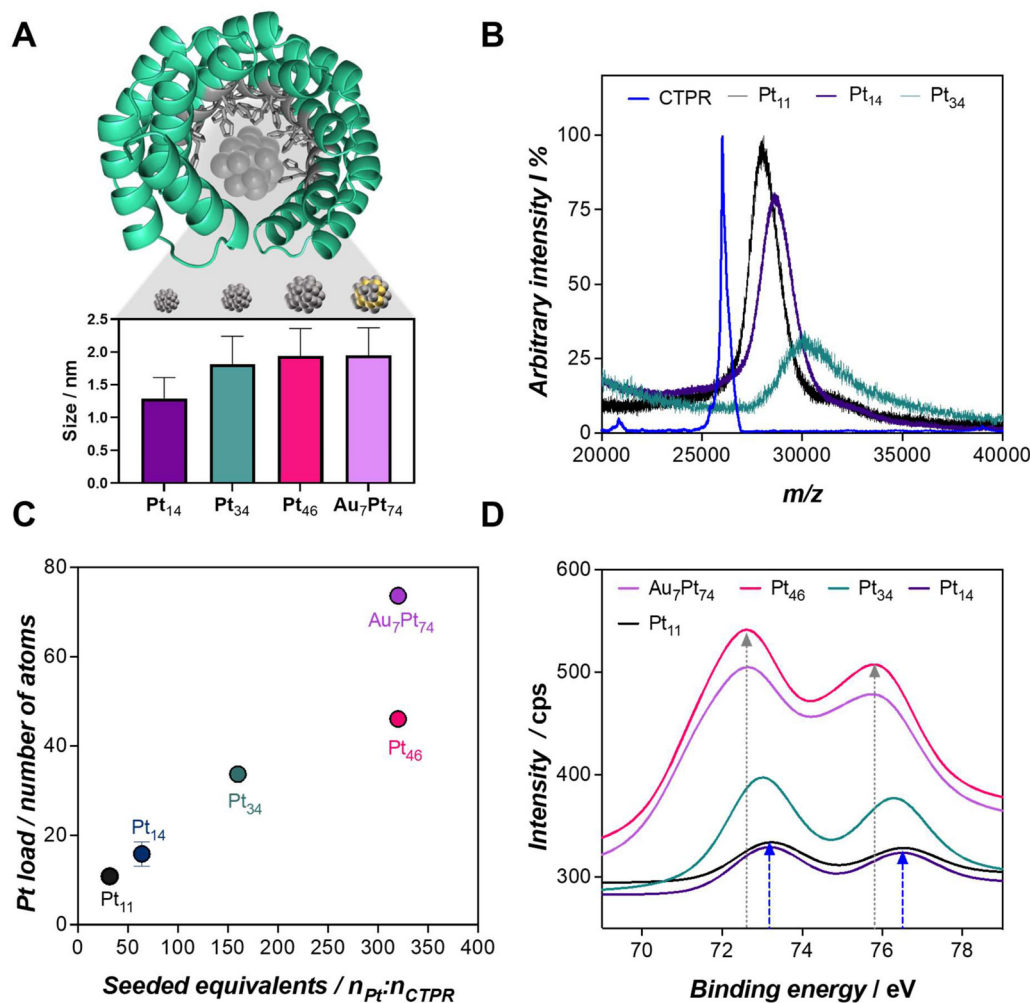 A
2.5
2.0
1.5
1.0
0.5
0.0
Size / nm
Pt₁₄
Pt₃₄
Pt₄₆
Au₇Pt₇₄
B
CTPR
Pt₁₁
Pt₁₄
Pt₃₄
100
75
50
25
0
Arbitrary intensity I %
20000
25000
30000
35000
40000
m/z
C
80
60
40
20
0
Pt load / number of atoms
Au₇Pt₇₄
Pt₄₆
Pt₃₄
Pt₁₄
Pt₁₁
0
50
100
150
200
250
300
350
400
Seeded equivalents / nPt:nCTPR
D
Au₇Pt₇₄
Pt₄₆
Pt₃₄
Pt₁₄
Pt₁₁
600
500
400
300
Intensity / cps
70
72
74
76
78
Binding energy / eV